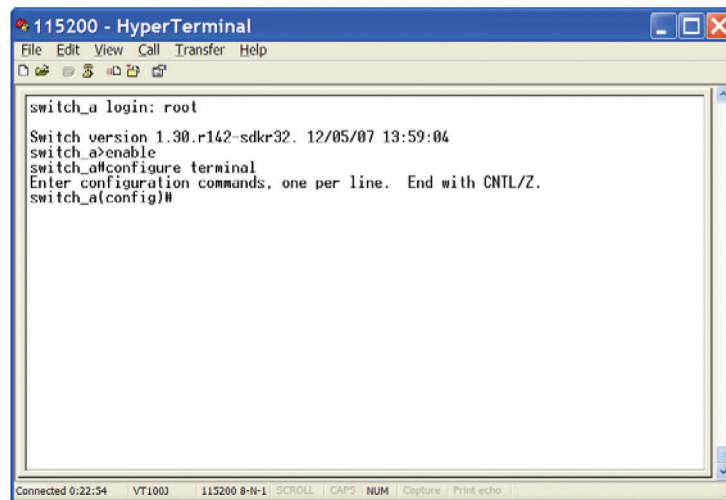 115200 - HyperTerminal
File Edit View Call Transfer Help
switch_a login: root
Switch version 1.30.r142-sdkr32. 12/05/07 13:59:04
switch_a>enable
switch_a#configure terminal
Enter configuration commands, one per line. End with CNTL/Z.
switch_a(config)#
Connected 0:22:54 VT100J 115200 8-N-1 SCROLL CAPS NUM Capture Print echo